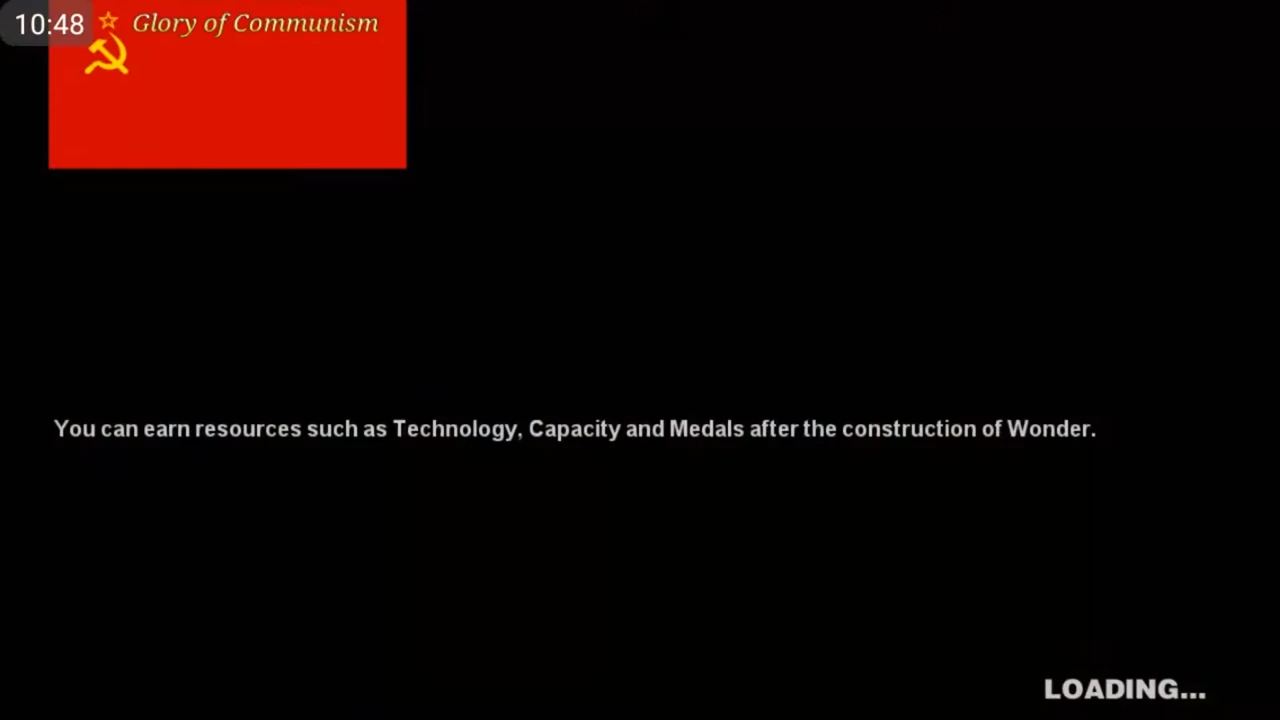 10:48
Glory of Communism
You can earn resources such as Technology, Capacity and Medals after the construction of Wonder.
LOADING...